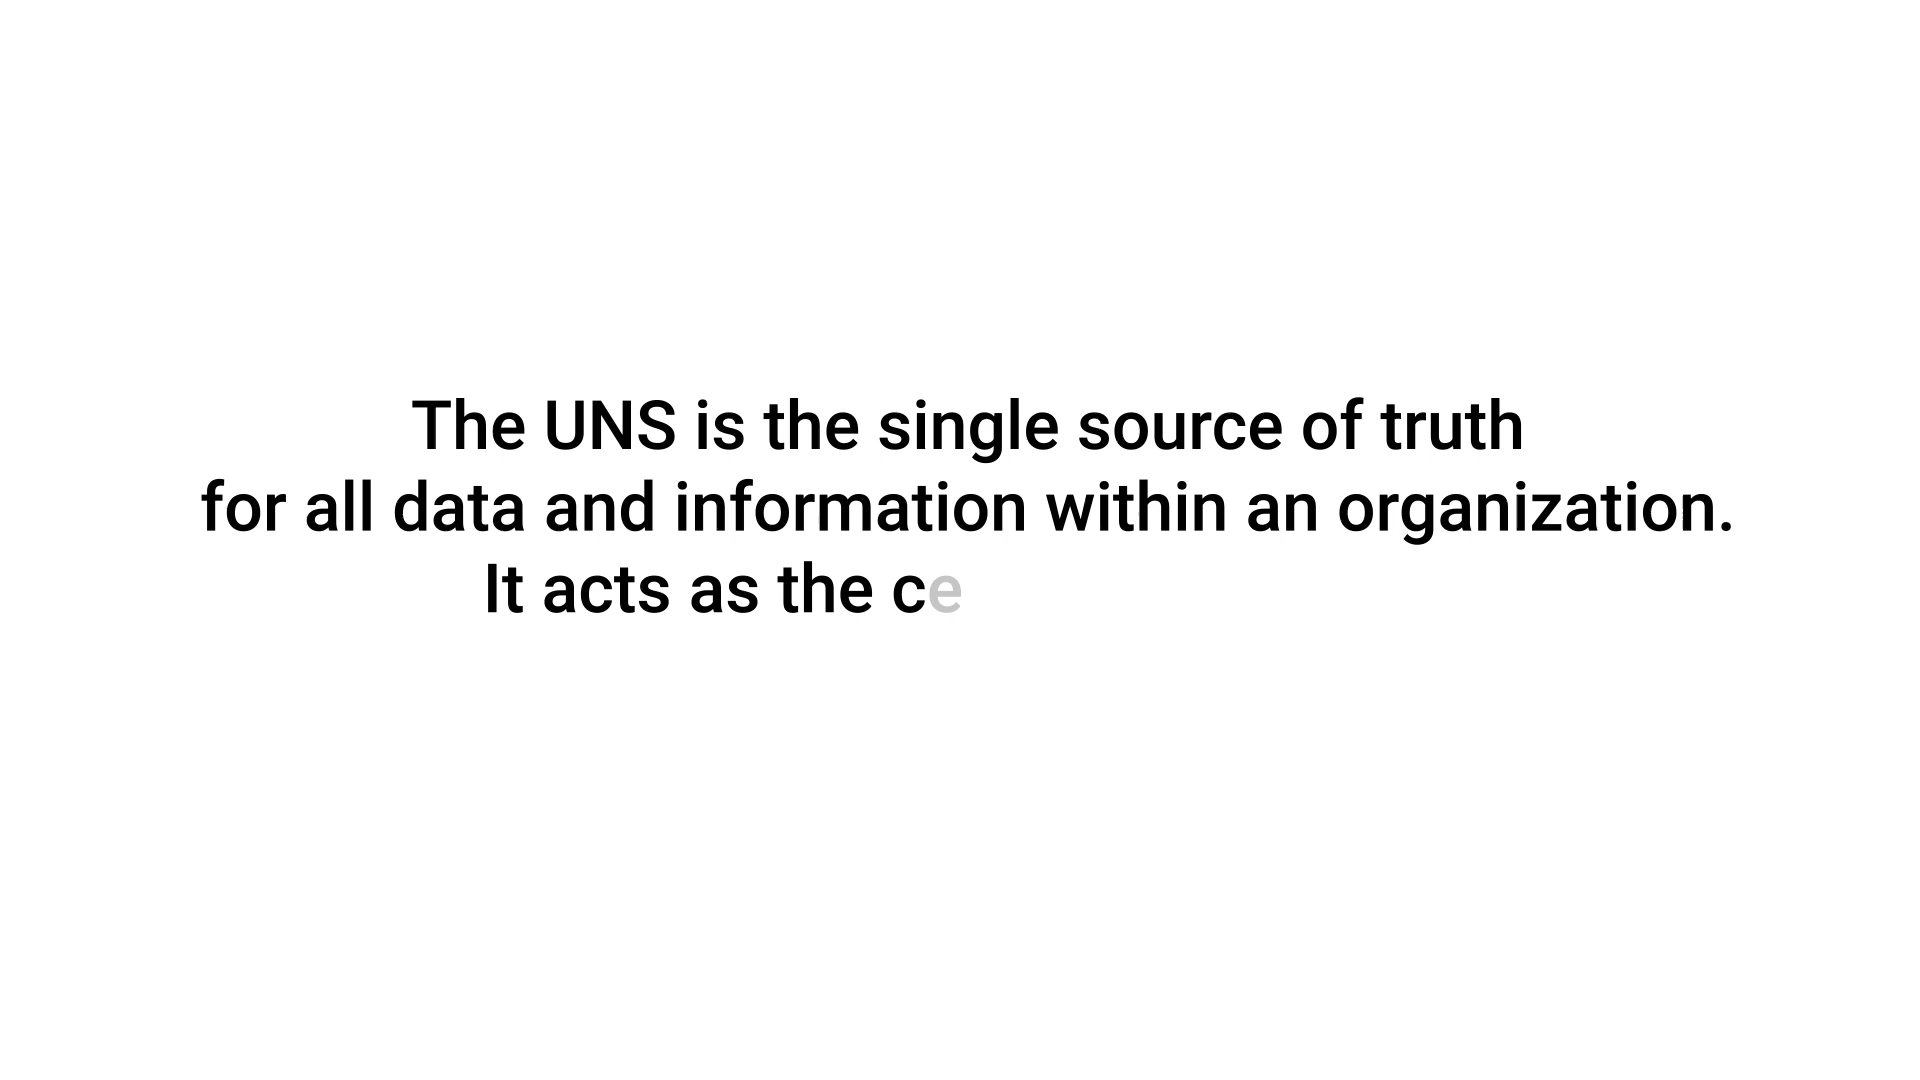 The UNS is the single source of truth
for all data and information within an organization.
It acts as the ce